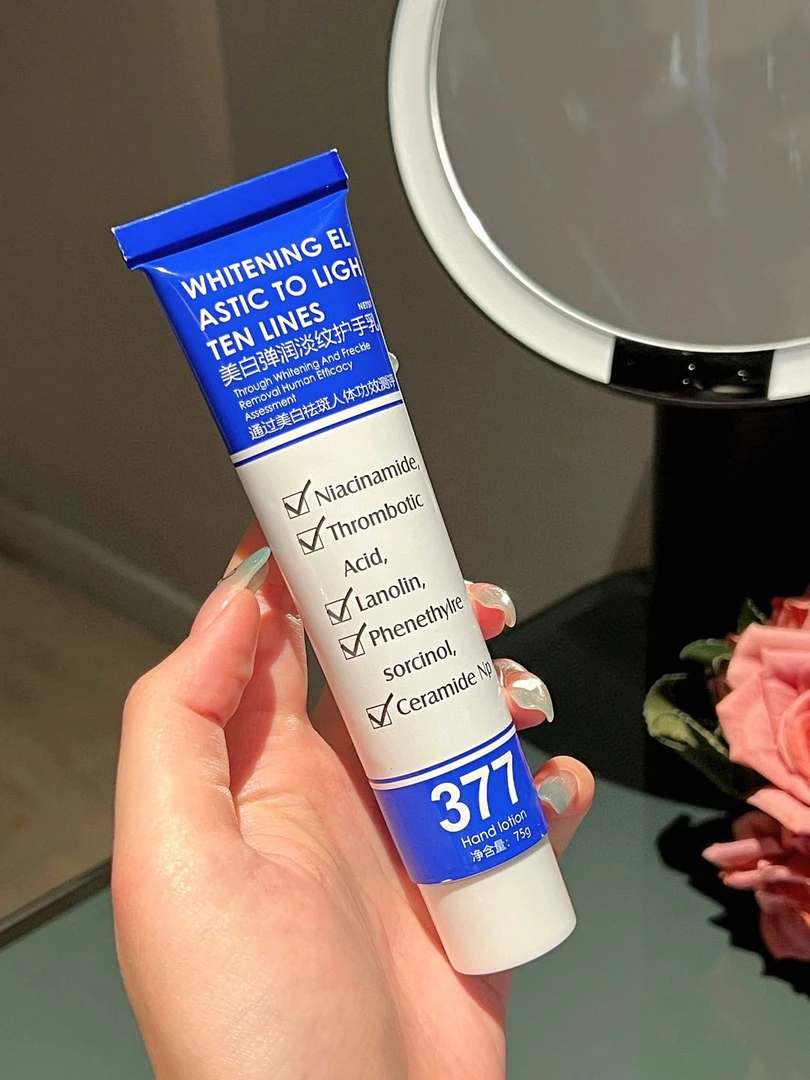 WHITENING EL
ASTIC TO LIGH
TEN LINES
美白弹润淡纹护手乳
Through Whitening And Freckle
Removal Human Efficacy
Assessment
通过美白祛斑人体功效测评
Niacinamide,
Thrombotic
Acid,
Lanolin,
Phenethylre
sorcinol,
Ceramide Np
377
Hand lotion
净含量: 75g